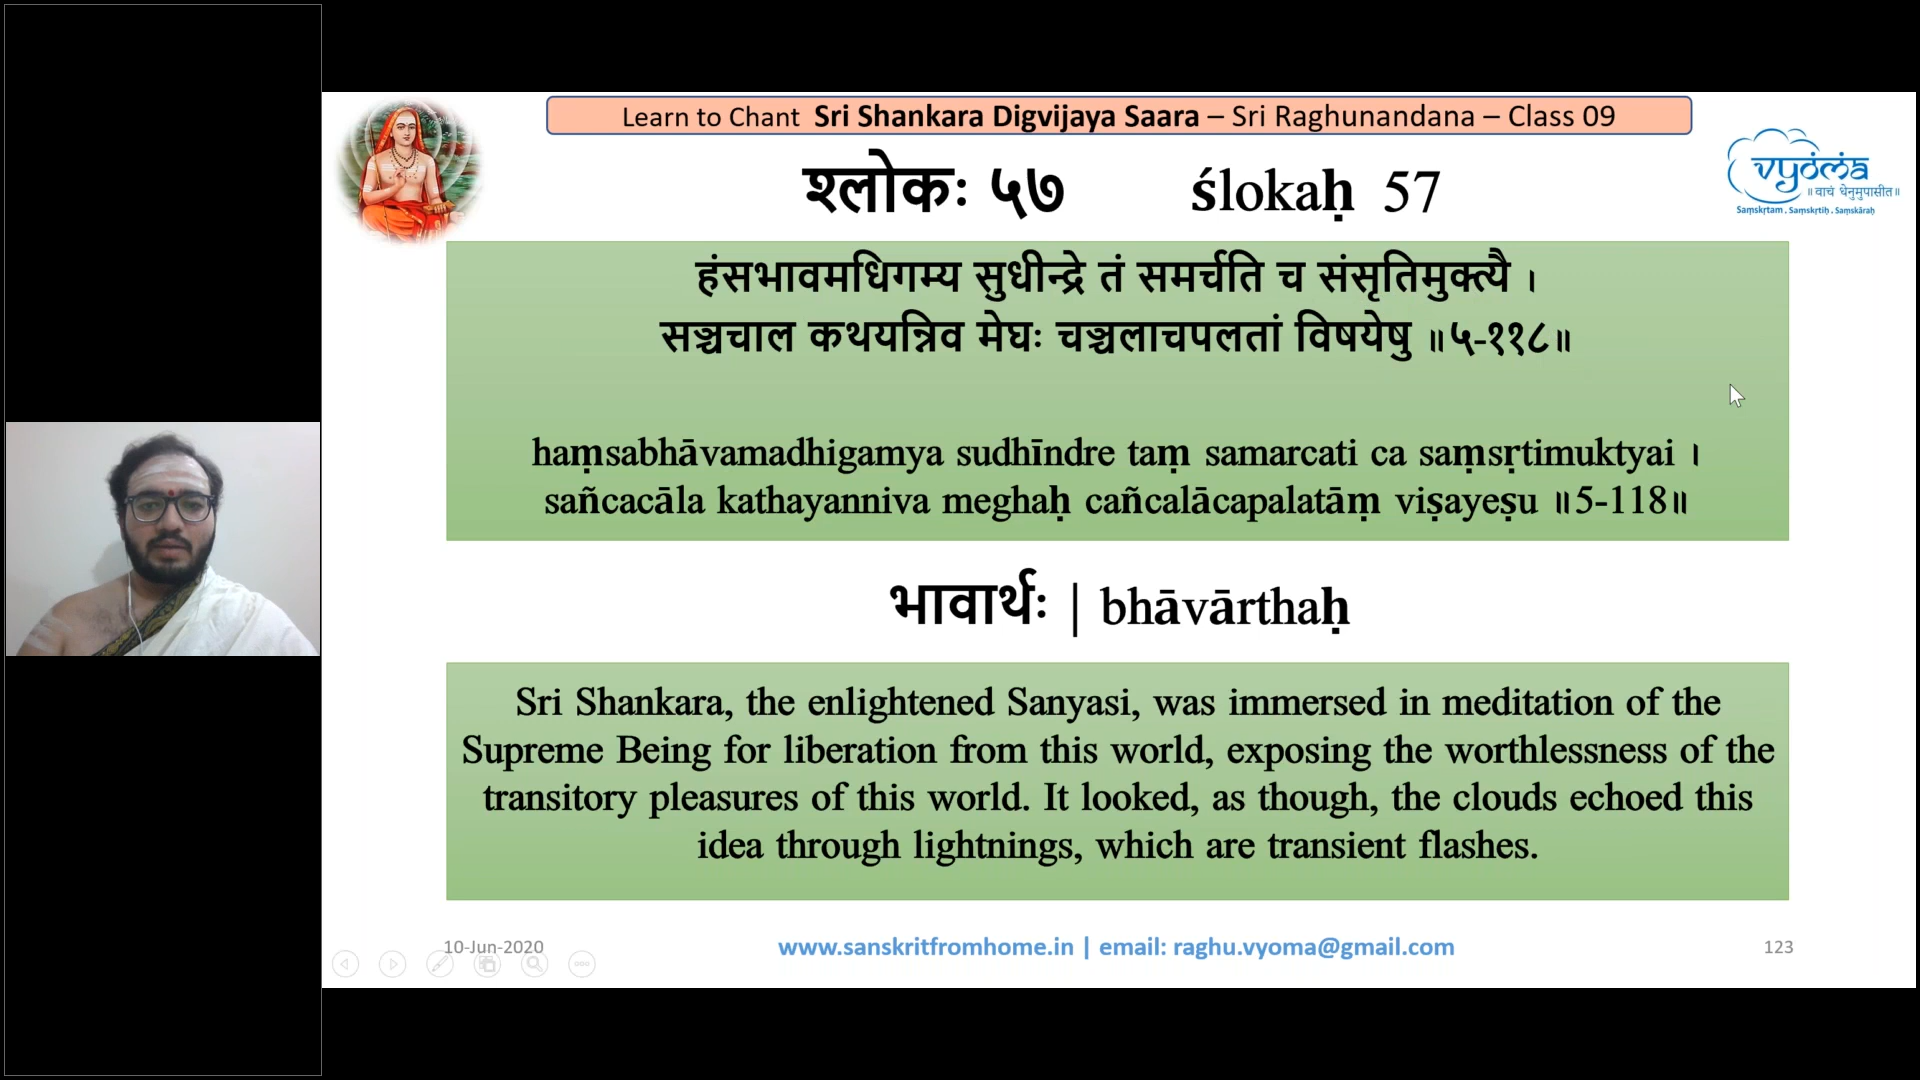 Learn to Chant Sri Shankara Digvijaya Saara – Sri Raghunandana – Class 09
vyoma
॥ वाचं धेनुमुपासीत॥
Saṃskṛtam . Saṃskṛtiḥ . Saṃskāraḥ
श्लोकः ५७ ślokaḥ 57
हंसभावमधिगम्य सुधीन्द्रे तं समर्चति च संसृतिमुक्त्यै ।
सञ्चचाल कथयन्निव मेघः चञ्चलाचपलतां विषयेषु ॥५-११८॥
haṃsabhāvamadhigamya sudhīndre taṃ samarcati ca saṃsṛtimuktyai ।
sañcacāla kathayanniva meghaḥ cañcalācapalatāṃ viṣayeṣu ॥5-118॥
भावार्थः | bhāvārthaḥ
Sri Shankara, the enlightened Sanyasi, was immersed in meditation of the
Supreme Being for liberation from this world, exposing the worthlessness of the
transitory pleasures of this world. It looked, as though, the clouds echoed this
idea through lightnings, which are transient flashes.
10-Jun-2020
www.sanskritfromhome.in | email: raghu.vyoma@gmail.com
123